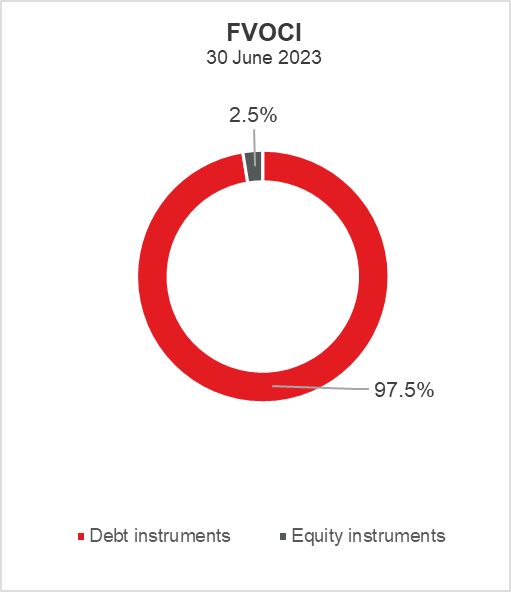 FVOCI
30 June 2023
2.5%
97.5%
Debt instruments
Equity instruments